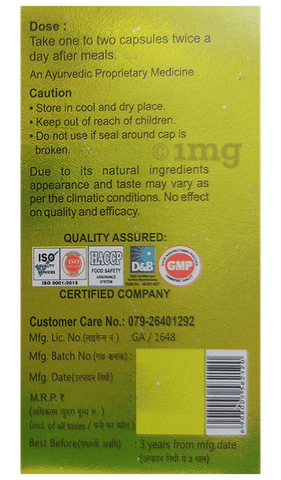 Dose :
Take one to two capsules twice a
day after meals.
An Ayurvedic Proprietary Medicine
Caution
• Store in cool and dry place.
• Keep out of reach of children.
• Do not use if seal around cap is
broken.
1mg
Due to its natural ingredients
appearance and taste may vary as
per the climatic conditions. No effect
on quality and efficacy.
QUALITY ASSURED:
ISO ISO HACCP D&B GMP
FOOD SAFETY
ISO 9001:2015
CERTIFIED COMPANY
Customer Care No.: 079-26401292
Mfg. Lic. No. :GA / 1648
Mfg. Batch No.
Mfg. Date(उत्पादन तिथी)
M.R.P. ₹ :
(incl of all taxes /
Best Before : 3 years from mfg date
(उत्पादन तिथी से 3 साल)